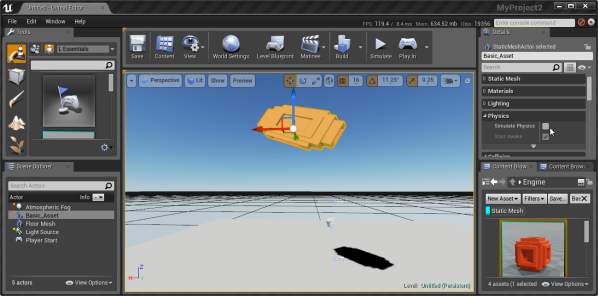 Untitled - Unreal Editor
MyProject2
File Edit Window Help
FPS: 119.4 / 8.4 ms Mem: 634.52 mb Objs: 19356
Enter console command
Tools
1. Essentials
Save
Content
View
World Settings
Level Blueprint
Matinee
Build
Simulate
Play In
Perspective
Lit
Show
Preview
16
11.25°
0.25
Level: Untitled (Persistent)
Scene Outliner
Search Actors
Actor
Info
Atmospheric Fog
Basic_Asset
Floor Mesh
Light Source
Player Start
5 actors
View Options
Details
StaticMeshActor selected
Basic_Asset
Search
Static Mesh
Materials
Lighting
Physics
Simulate Physics
Start Awake
Collision
Content Brow
Content Brow
Engine
New Asset
Filters
Save...
Bac
Static Mesh
4 assets (1 selected
View Options